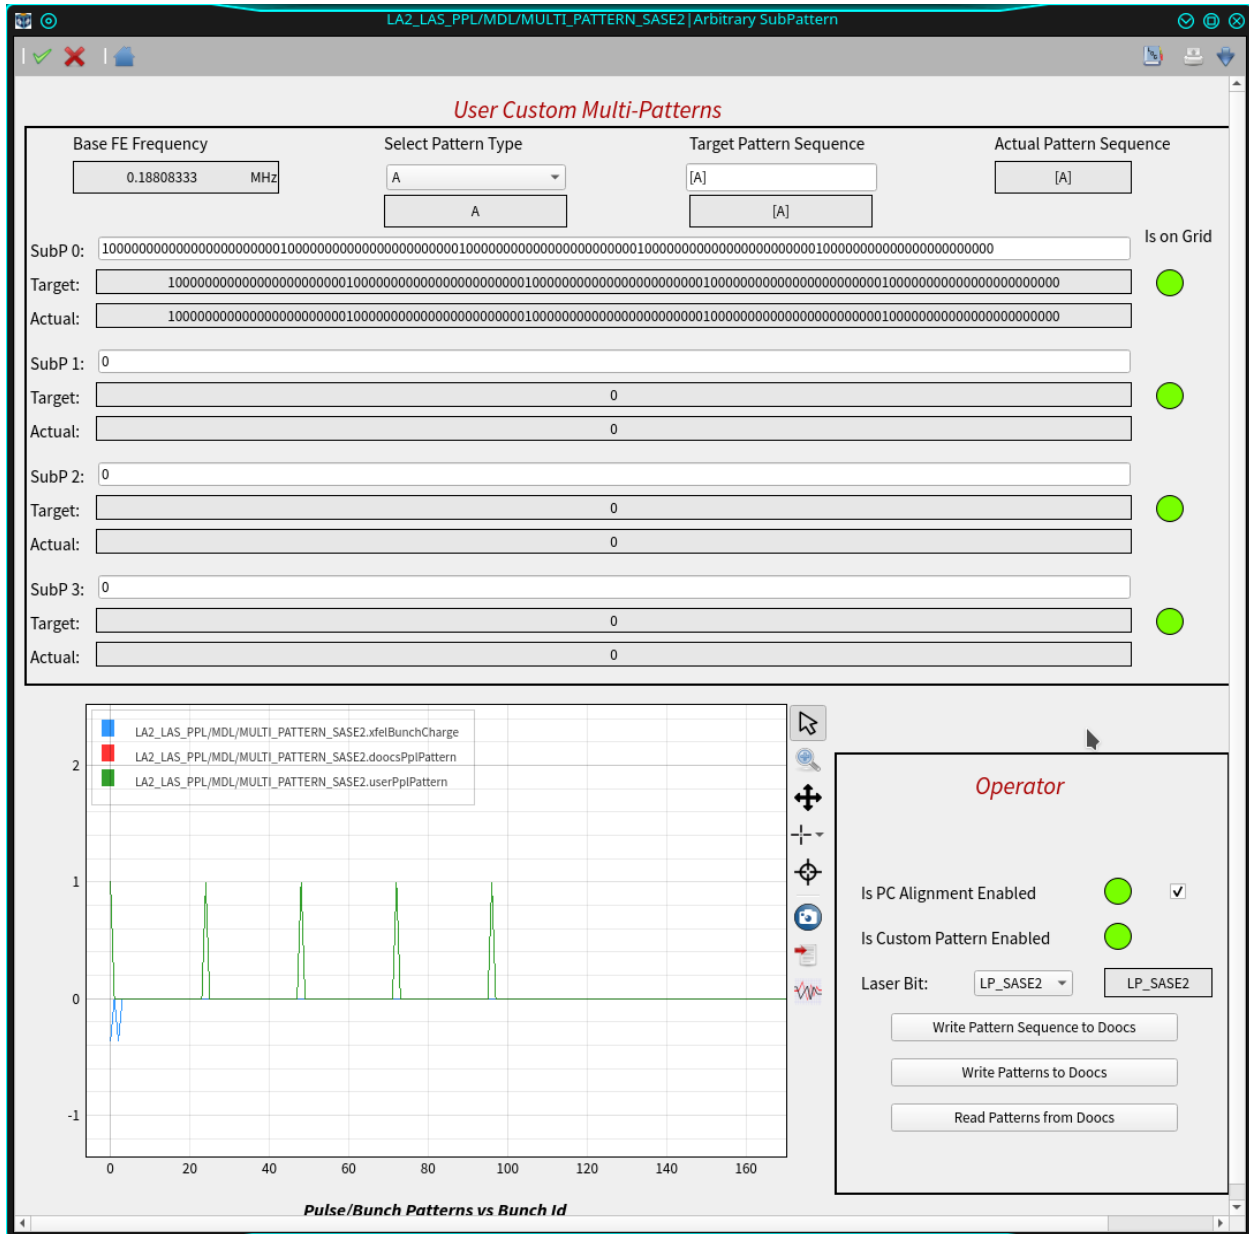 LA2_LAS_PPL/MDL/MULTI_PATTERN_SASE2|Arbitrary SubPattern
User Custom Multi-Patterns
Base FE Frequency
Select Pattern Type
Target Pattern Sequence
Actual Pattern Sequence
0.18808333 MHz
A
[A]
[A]
A
[A]
Is on Grid
SubP 0: 100000000000000000000000100000000000000000000000100000000000000000000000100000000000000000000000100000000000000000000000
Target: 100000000000000000000000100000000000000000000000100000000000000000000000100000000000000000000000100000000000000000000000
Actual: 100000000000000000000000100000000000000000000000100000000000000000000000100000000000000000000000100000000000000000000000
SubP 1: 0
Target: 0
Actual: 0
SubP 2: 0
Target: 0
Actual: 0
SubP 3: 0
Target: 0
Actual: 0
LA2_LAS_PPL/MDL/MULTI_PATTERN_SASE2.xfelBunchCharge
LA2_LAS_PPL/MDL/MULTI_PATTERN_SASE2.doocsPplPattern
LA2_LAS_PPL/MDL/MULTI_PATTERN_SASE2.userPplPattern
2
1
0
-1
0 20 40 60 80 100 120 140 160
Pulse/Bunch Patterns vs Bunch Id
Operator
Is PC Alignment Enabled
Is Custom Pattern Enabled
Laser Bit: LP_SASE2 LP_SASE2
Write Pattern Sequence to Doocs
Write Patterns to Doocs
Read Patterns from Doocs